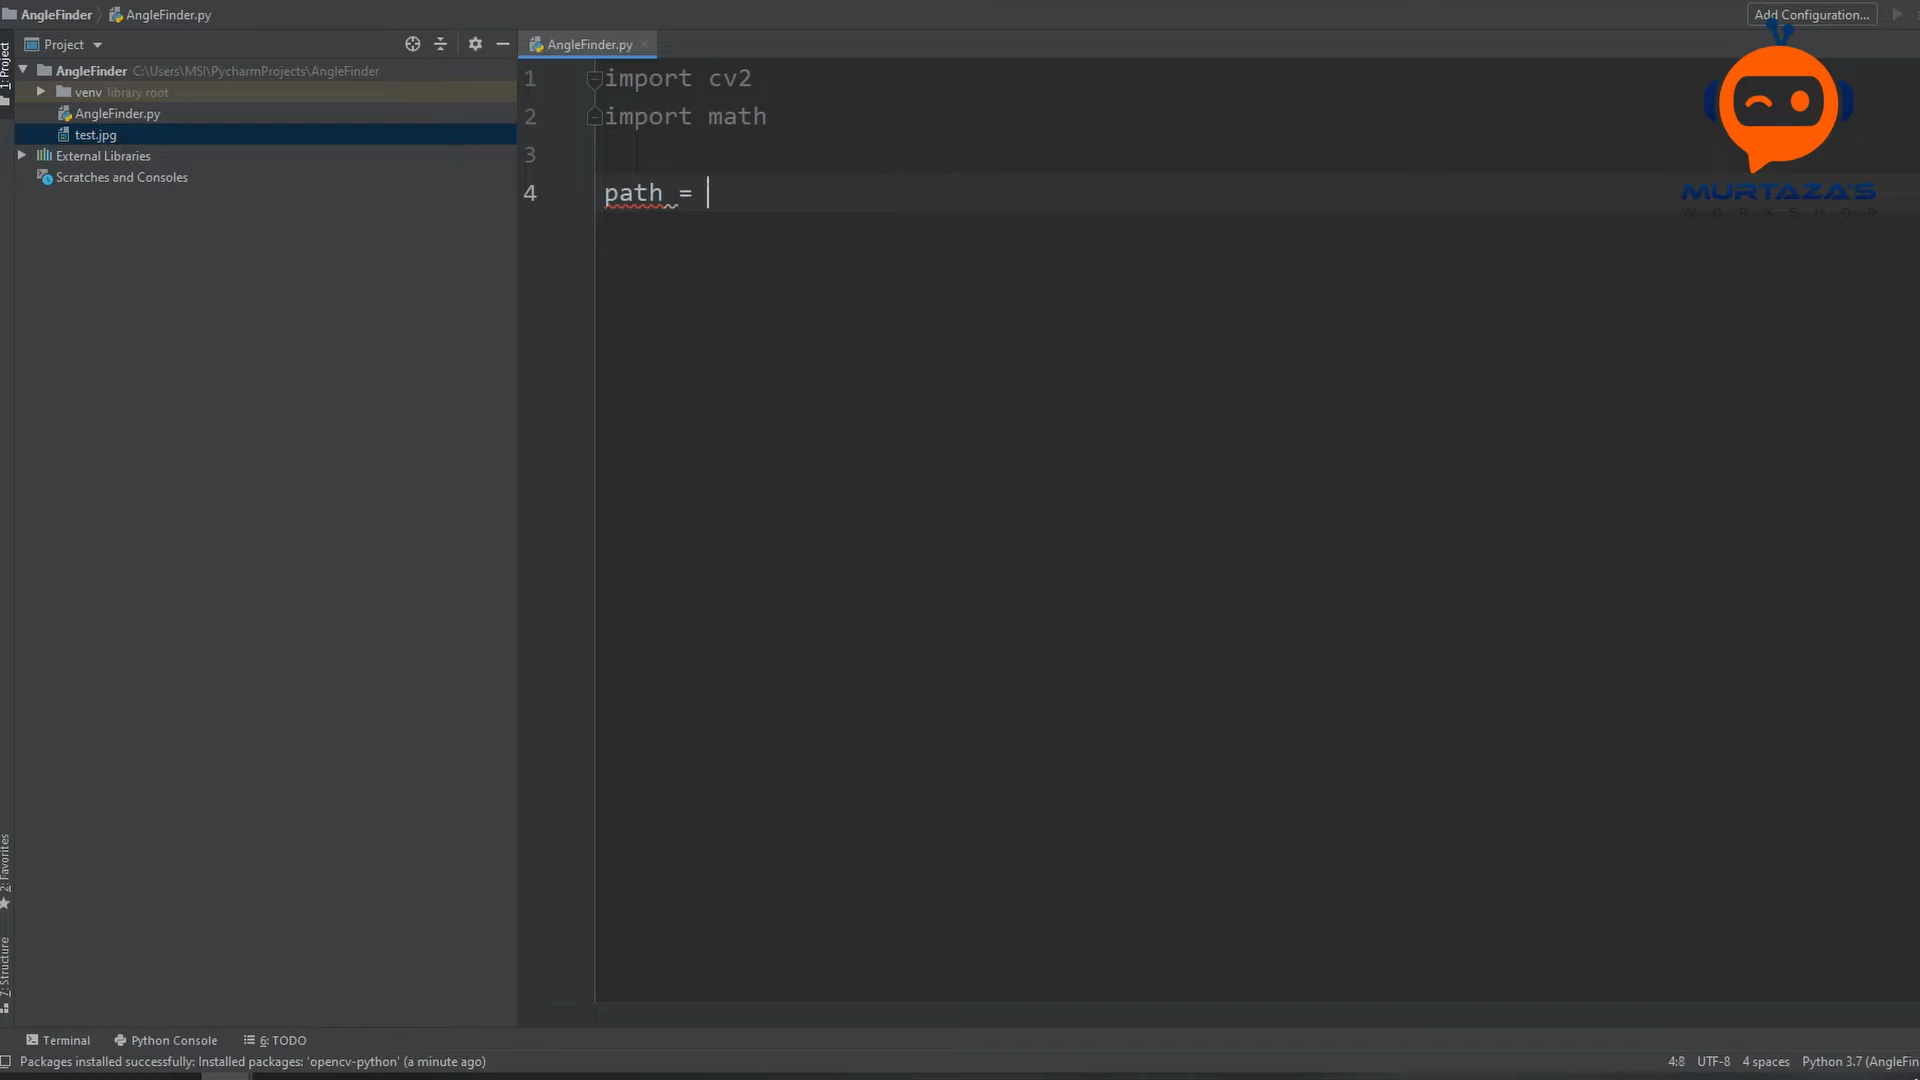 AngleFinder AngleFinder.py Add Configuration...
1: Project
Project AngleFinder.py
AngleFinder C:\Users\MSI\PycharmProjects\AngleFinder
venv library root
AngleFinder.py
test.jpg
External Libraries
Scratches and Consoles
1 import cv2
2 import math
3
4 path =
MURTAZA'S
WORKSHOP
2: Favorites
7: Structure
Terminal Python Console 6: TODO
Packages installed successfully: Installed packages: 'opencv-python' (a minute ago) 4:8 UTF-8 4 spaces Python 3.7 (AngleFin